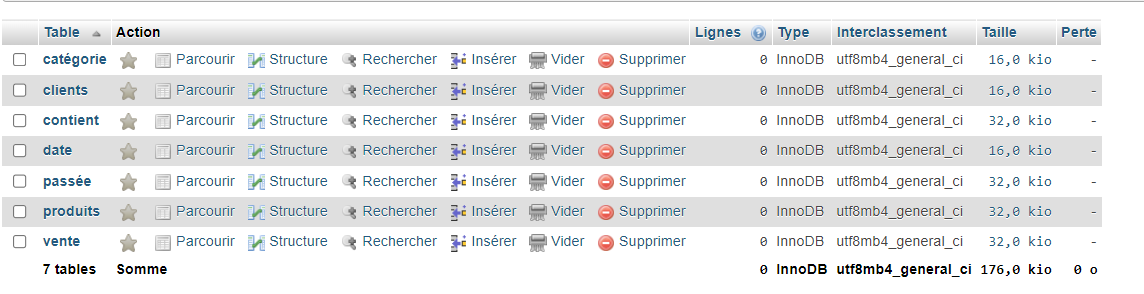 Table Action Lignes Type Interclassement Taille Perte
catégorie Parcourir Structure Rechercher Insérer Vider Supprimer 0 InnoDB utf8mb4_general_ci 16,0 kio -
clients Parcourir Structure Rechercher Insérer Vider Supprimer 0 InnoDB utf8mb4_general_ci 16,0 kio -
contient Parcourir Structure Rechercher Insérer Vider Supprimer 0 InnoDB utf8mb4_general_ci 32,0 kio -
date Parcourir Structure Rechercher Insérer Vider Supprimer 0 InnoDB utf8mb4_general_ci 16,0 kio -
passée Parcourir Structure Rechercher Insérer Vider Supprimer 0 InnoDB utf8mb4_general_ci 32,0 kio -
produits Parcourir Structure Rechercher Insérer Vider Supprimer 0 InnoDB utf8mb4_general_ci 32,0 kio -
vente Parcourir Structure Rechercher Insérer Vider Supprimer 0 InnoDB utf8mb4_general_ci 32,0 kio -
7 tables Somme 0 InnoDB utf8mb4_general_ci 176,0 kio 0 o